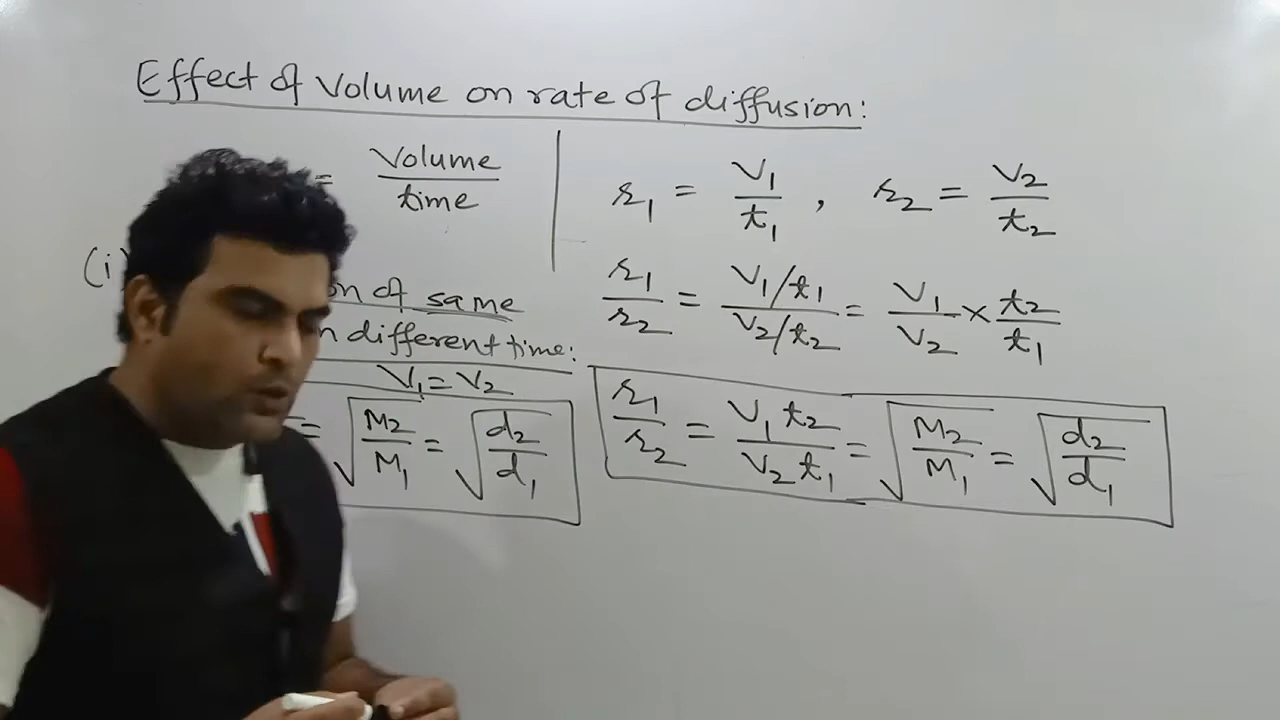 Effect of Volume on rate of diffusion:
= Volume/time
r₁ = V₁/t₁ , r₂ = V₂/t₂
r₁/r₂ = (V₁/t₁)/(V₂/t₂) = V₁/V₂ × t₂/t₁
(i) of same
different time:
V₁ = V₂
= √(M₂/M₁) = √(d₂/d₁)
r₁/r₂ = V₁t₂/V₂t₁ = √(M₂/M₁) = √(d₂/d₁)